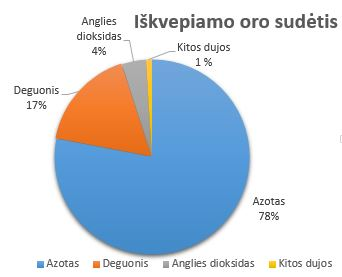 Iškvepiamo oro sudėtis
Anglies
dioksidas
4%
Kitos dujos
1 %
Deguonis
17%
Azotas
78%
Azotas
Deguonis
Anglies dioksidas
Kitos dujos